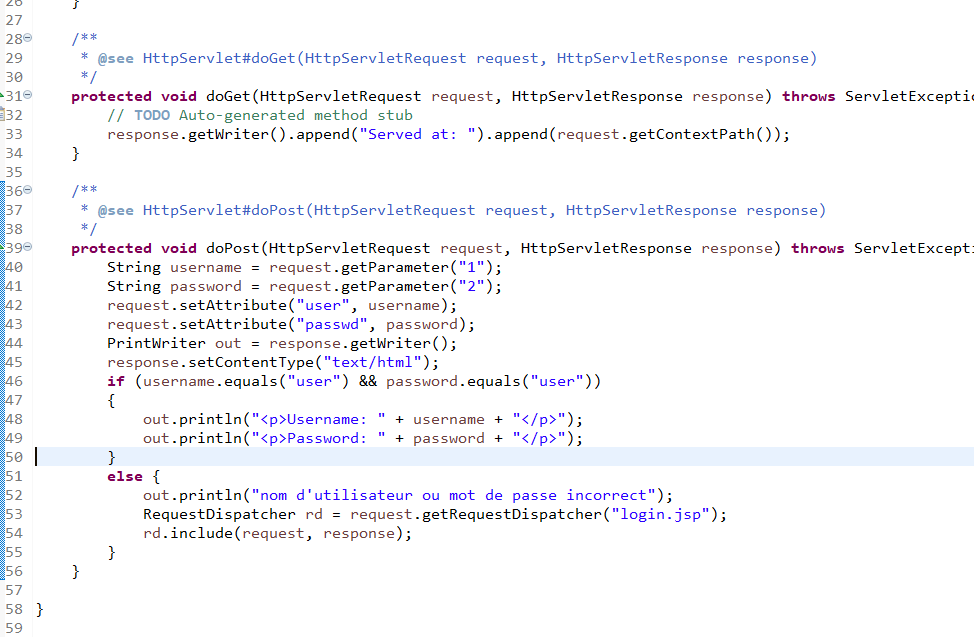 26 }
27
28 /**
29 * @see HttpServlet#doGet(HttpServletRequest request, HttpServletResponse response)
30 */
31 protected void doGet(HttpServletRequest request, HttpServletResponse response) throws ServletExceptio
32 // TODO Auto-generated method stub
33 response.getWriter().append("Served at: ").append(request.getContextPath());
34 }
35
36 /**
37 * @see HttpServlet#doPost(HttpServletRequest request, HttpServletResponse response)
38 */
39 protected void doPost(HttpServletRequest request, HttpServletResponse response) throws ServletExcepti
40 String username = request.getParameter("1");
41 String password = request.getParameter("2");
42 request.setAttribute("user", username);
43 request.setAttribute("passwd", password);
44 PrintWriter out = response.getWriter();
45 response.setContentType("text/html");
46 if (username.equals("user") && password.equals("user"))
47 {
48 out.println("<p>Username: " + username + "</p>");
49 out.println("<p>Password: " + password + "</p>");
50 }
51 else {
52 out.println("nom d'utilisateur ou mot de passe incorrect");
53 RequestDispatcher rd = request.getRequestDispatcher("login.jsp");
54 rd.include(request, response);
55 }
56 }
57
58 }
59